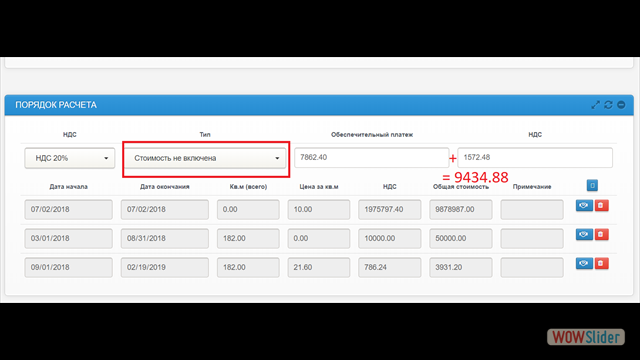 ПОРЯДОК РАСЧЕТА
НДС Тип Обеспечительный платеж НДС
НДС 20% Стоимость не включена 7862.40 + 1572.48
= 9434.88
Дата начала Дата окончания Кв.м (всего) Цена за кв.м НДС Общая стоимость Примечание
07/02/2018 07/02/2018 0.00 10.00 1975797.40 9878987.00
03/01/2018 08/31/2018 182.00 0.00 10000.00 50000.00
09/01/2018 02/19/2019 182.00 21.60 786.24 3931.20
WOWSlider